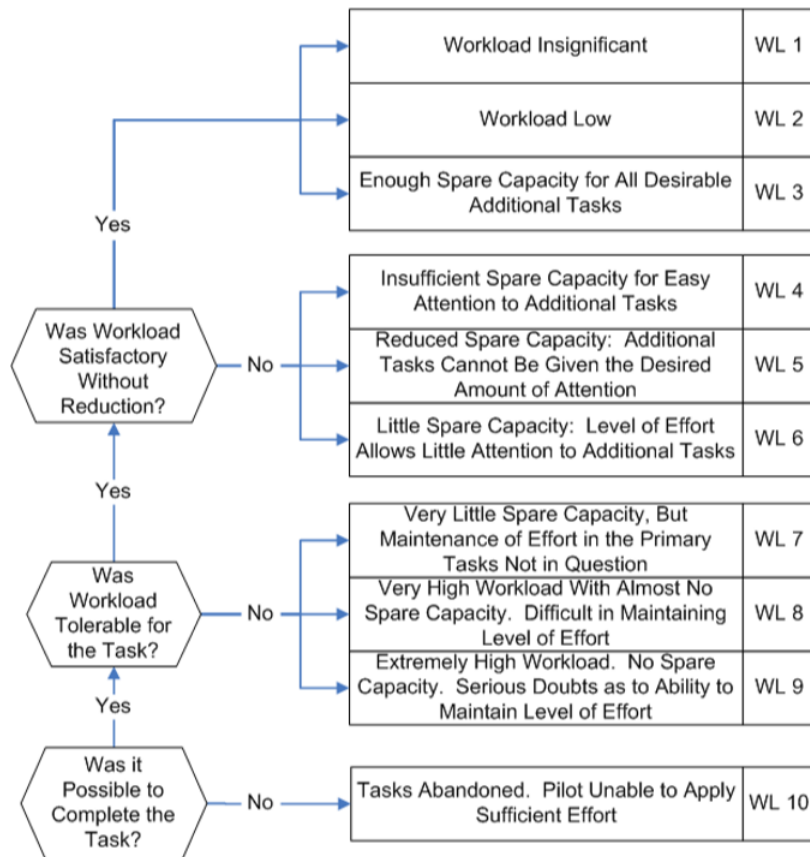 Workload Insignificant
WL 1
Workload Low
WL 2
Enough Spare Capacity for All Desirable
Additional Tasks
WL 3
Yes
Was Workload
Satisfactory
Without
Reduction?
No
Insufficient Spare Capacity for Easy
Attention to Additional Tasks
WL 4
Reduced Spare Capacity: Additional
Tasks Cannot Be Given the Desired
Amount of Attention
WL 5
Little Spare Capacity: Level of Effort
Allows Little Attention to Additional Tasks
WL 6
Yes
Was
Workload
Tolerable for
the Task?
No
Very Little Spare Capacity, But
Maintenance of Effort in the Primary
Tasks Not in Question
WL 7
Very High Workload With Almost No
Spare Capacity. Difficult in Maintaining
Level of Effort
WL 8
Extremely High Workload. No Spare
Capacity. Serious Doubts as to Ability to
Maintain Level of Effort
WL 9
Yes
Was it
Possible to
Complete the
Task?
No
Tasks Abandoned. Pilot Unable to Apply
Sufficient Effort
WL 10